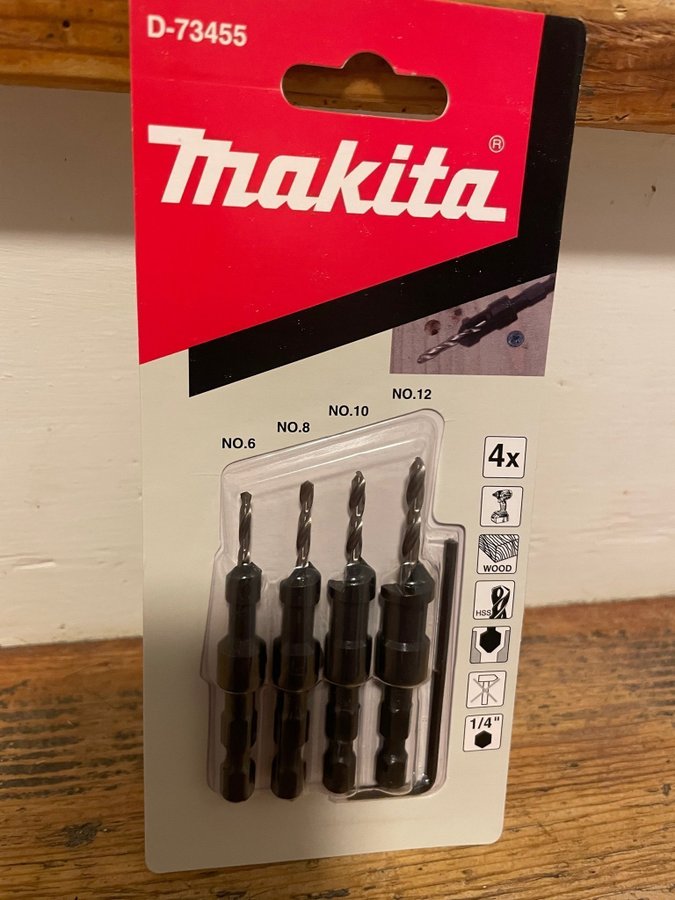 D-73455
makita®
NO.6
NO.8
NO.10
NO.12
4x
WOOD
HSS
1/4"